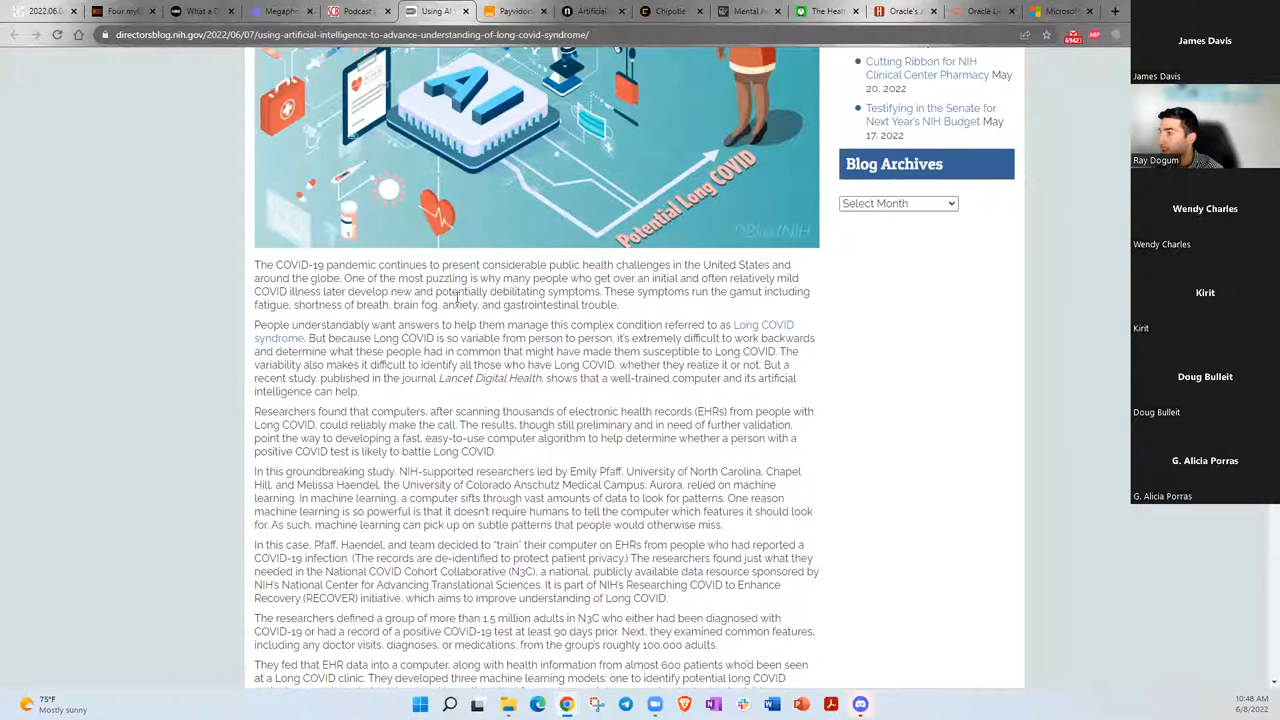 2022.06.0
Four myt
What a D
Megapho
Podcast
Using AI
Payvidors
Artificial
Chipotle
Mental A
The Healt
Oracle's
Oracle Li
Microsoft
directorsblog.nih.gov/2022/06/07/using-artificial-intelligence-to-advance-understanding-of-long-covid-syndrome/
ABP
AI
Potential Long COVID
Cutting Ribbon for NIH
Clinical Center Pharmacy May
20, 2022
Testifying in the Senate for
Next Year's NIH Budget May
17, 2022
Blog Archives
Select Month
The COVID-19 pandemic continues to present considerable public health challenges in the United States and
around the globe. One of the most puzzling is why many people who get over an initial and often relatively mild
COVID illness later develop new and potentially debilitating symptoms. These symptoms run the gamut including
fatigue, shortness of breath, brain fog, anxiety, and gastrointestinal trouble.
People understandably want answers to help them manage this complex condition referred to as Long COVID
syndrome. But because Long COVID is so variable from person to person, it's extremely difficult to work backwards
and determine what these people had in common that might have made them susceptible to Long COVID. The
variability also makes it difficult to identify all those who have Long COVID, whether they realize it or not. But a
recent study, published in the journal Lancet Digital Health, shows that a well-trained computer and its artificial
intelligence can help.
Researchers found that computers, after scanning thousands of electronic health records (EHRs) from people with
Long COVID, could reliably make the call. The results, though still preliminary and in need of further validation,
point the way to developing a fast, easy-to-use computer algorithm to help determine whether a person with a
positive COVID test is likely to battle Long COVID.
In this groundbreaking study, NIH-supported researchers led by Emily Pfaff, University of North Carolina, Chapel
Hill, and Melissa Haendel, the University of Colorado Anschutz Medical Campus, Aurora, relied on machine
learning. In machine learning, a computer sifts through vast amounts of data to look for patterns. One reason
machine learning is so powerful is that it doesn't require humans to tell the computer which features it should look
for. As such, machine learning can pick up on subtle patterns that people would otherwise miss.
In this case, Pfaff, Haendel, and team decided to "train" their computer on EHRs from people who had reported a
COVID-19 infection. (The records are de-identified to protect patient privacy.) The researchers found just what they
needed in the National COVID Cohort Collaborative (N3C), a national, publicly available data resource sponsored by
NIH's National Center for Advancing Translational Sciences. It is part of NIH's Researching COVID to Enhance
Recovery (RECOVER) initiative, which aims to improve understanding of Long COVID.
The researchers defined a group of more than 1.5 million adults in N3C who either had been diagnosed with
COVID-19 or had a record of a positive COVID-19 test at least 90 days prior. Next, they examined common features,
including any doctor visits, diagnoses, or medications, from the group's roughly 100,000 adults.
They fed that EHR data into a computer, along with health information from almost 600 patients who'd been seen
at a Long COVID clinic. They developed three machine learning models: one to identify potential long COVID
James Davis
James Davis
Ray Dogum
Wendy Charles
Wendy Charles
Kirit
Kirit
Doug Bulleit
Doug Bulleit
G. Alicia Porras
G. Alicia Porras
75°F
Mostly sunny
10:48 AM
6/8/2022